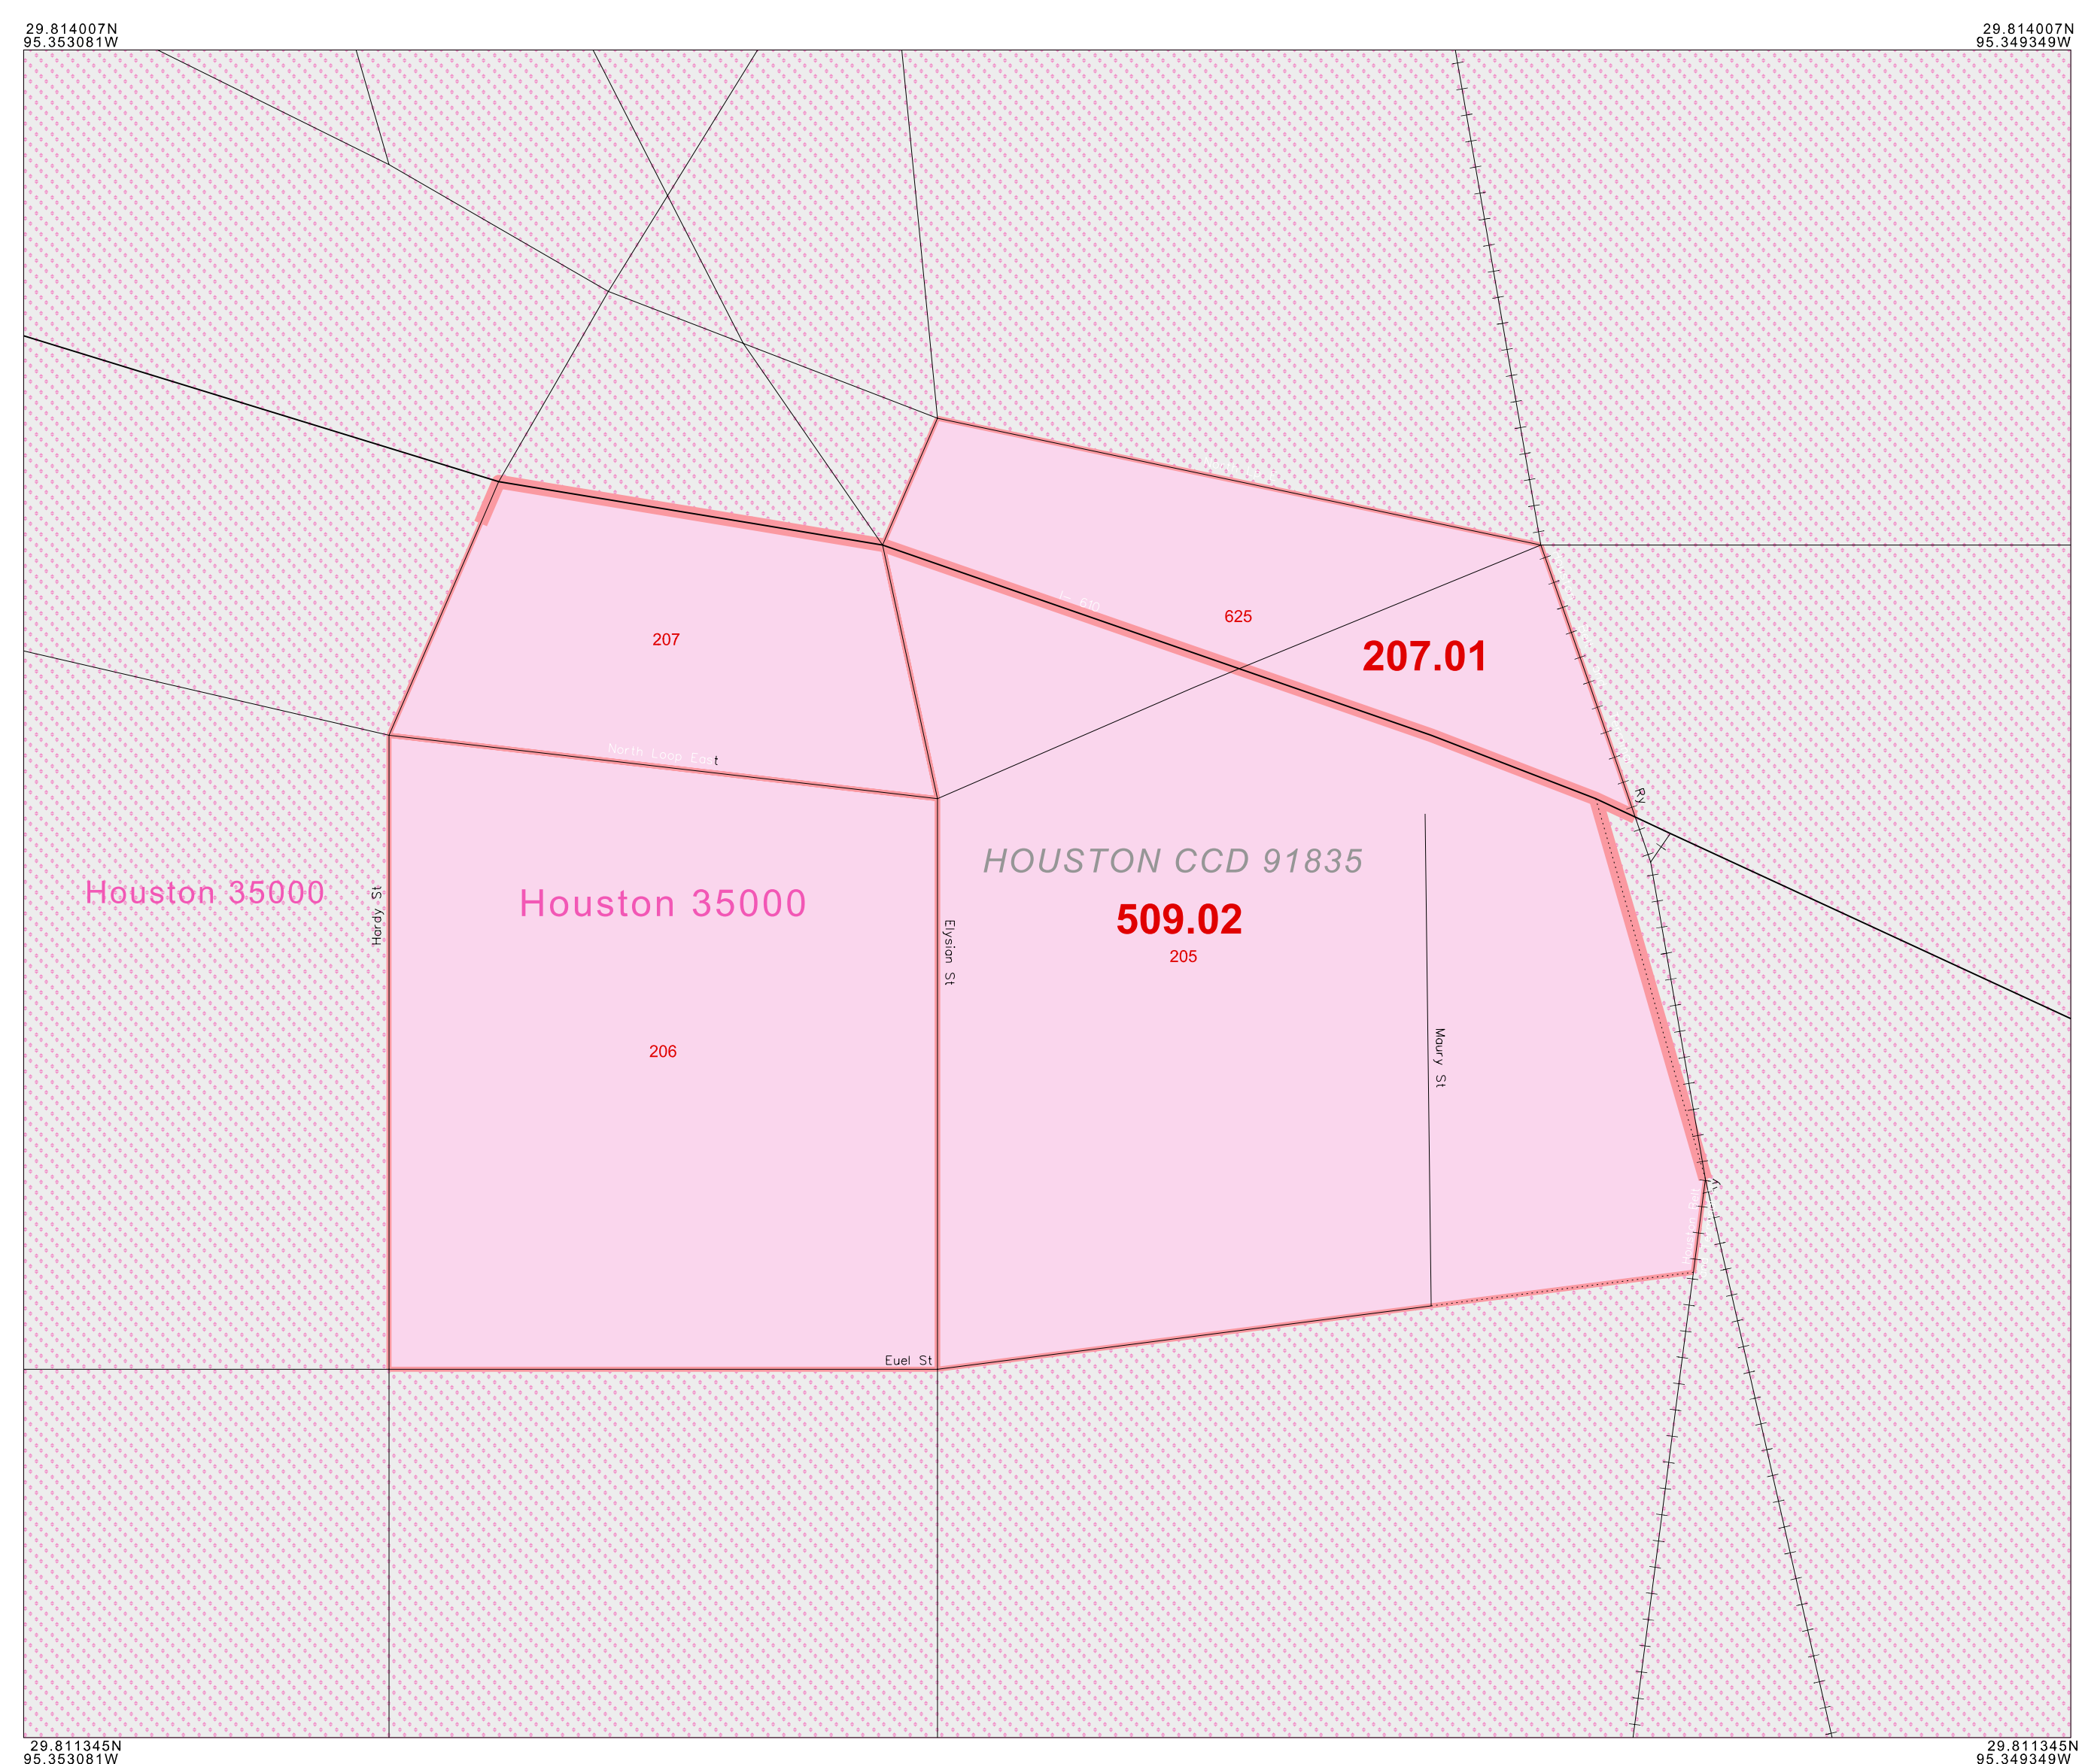 29.814007N
95.353081W
29.814007N
95.349349W
I- 610
625
207
207.01
North Loop East
Ry
HOUSTON CCD 91835
Houston 35000
Houston 35000
Hardy St
509.02
Elysian St
205
206
Maury St
Euel St
29.811345N
95.353081W
29.811345N
95.349349W